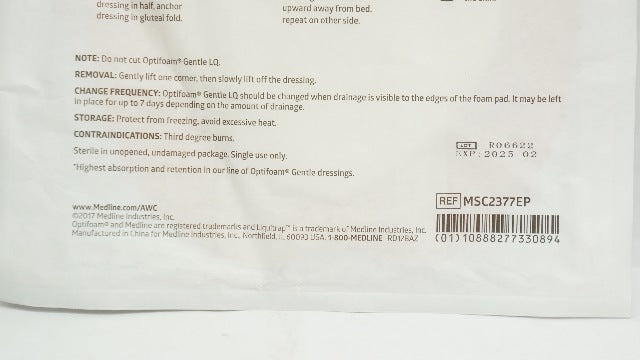 dressing in half, anchor
dressing in gluteal fold.
upward away from bed.
repeat on other side.
NOTE: Do not cut Optifoam® Gentle LQ.
REMOVAL: Gently lift one corner, then slowly lift off the dressing.
CHANGE FREQUENCY: Optifoam® Gentle LQ should be changed when drainage is visible to the edges of the foam pad. It may be left
in place for up to 7 days depending on the amount of drainage.
STORAGE: Protect from freezing, avoid excessive heat.
CONTRAINDICATIONS: Third degree burns.
Sterile in unopened, undamaged package. Single use only.
*Highest absorption and retention in our line of Optifoam® Gentle dressings.
LOT R06622
EXP: 2025 02
www.Medline.com/AWC
©2017 Medline Industries, Inc.
Optifoam® and Medline are registered trademarks and Liquitrap™ is a trademark of Medline Industries, Inc.
Manufactured in China for Medline Industries, Inc., Northfield, IL 60093 USA. 1-800-MEDLINE RD17BAZ
REF MSC2377EP
(01)10888277330894